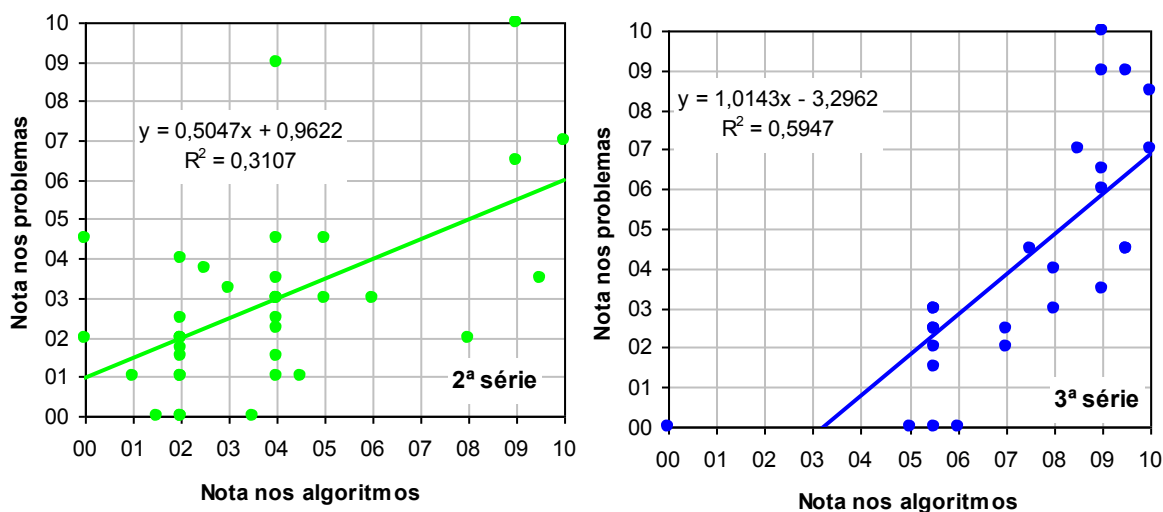 10
09
08
07
06
05
04
03
02
01
00
Nota nos problemas
y = 0,5047x + 0,9622
R² = 0,3107
2ª série
00 01 02 03 04 05 06 07 08 09 10
Nota nos algoritmos
10
09
08
07
06
05
04
03
02
01
00
Nota nos problemas
y = 1,0143x - 3,2962
R² = 0,5947
3ª série
00 01 02 03 04 05 06 07 08 09 10
Nota nos algoritmos